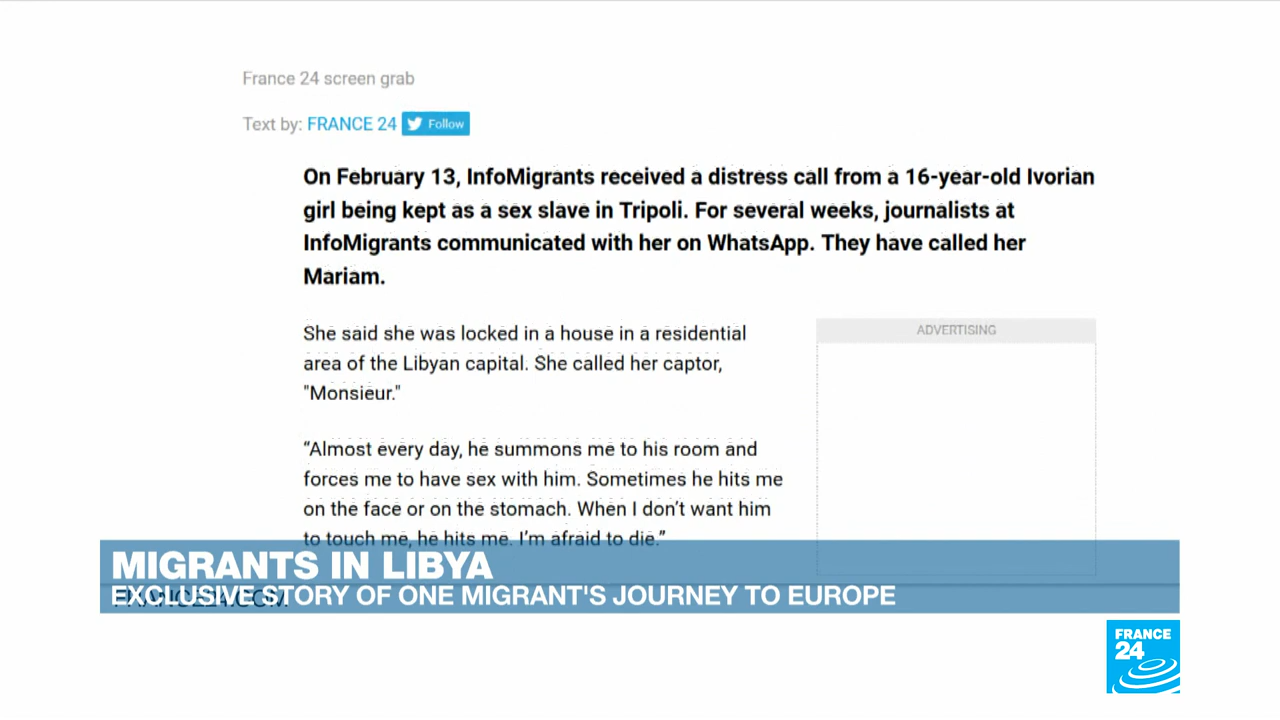 France 24 screen grab
Text by: FRANCE 24 Follow
On February 13, InfoMigrants received a distress call from a 16-year-old Ivorian
girl being kept as a sex slave in Tripoli. For several weeks, journalists at
InfoMigrants communicated with her on WhatsApp. They have called her
Mariam.
She said she was locked in a house in a residential
area of the Libyan capital. She called her captor,
"Monsieur."
“Almost every day, he summons me to his room and
forces me to have sex with him. Sometimes he hits me
on the face or on the stomach. When I don’t want him
to touch me, he hits me. I’m afraid to die.”
ADVERTISING
MIGRANTS IN LIBYA
EXCLUSIVE STORY OF ONE MIGRANT'S JOURNEY TO EUROPE
FRANCE24.COM
FRANCE
24